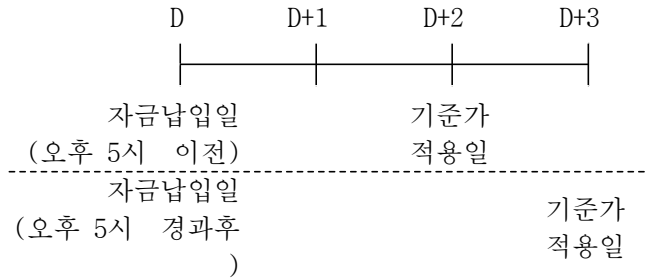 D D+1 D+2 D+3
자금납입일 기준가
(오후 5시 이전) 적용일
자금납입일
(오후 5시 경과후
)
기준가
적용일